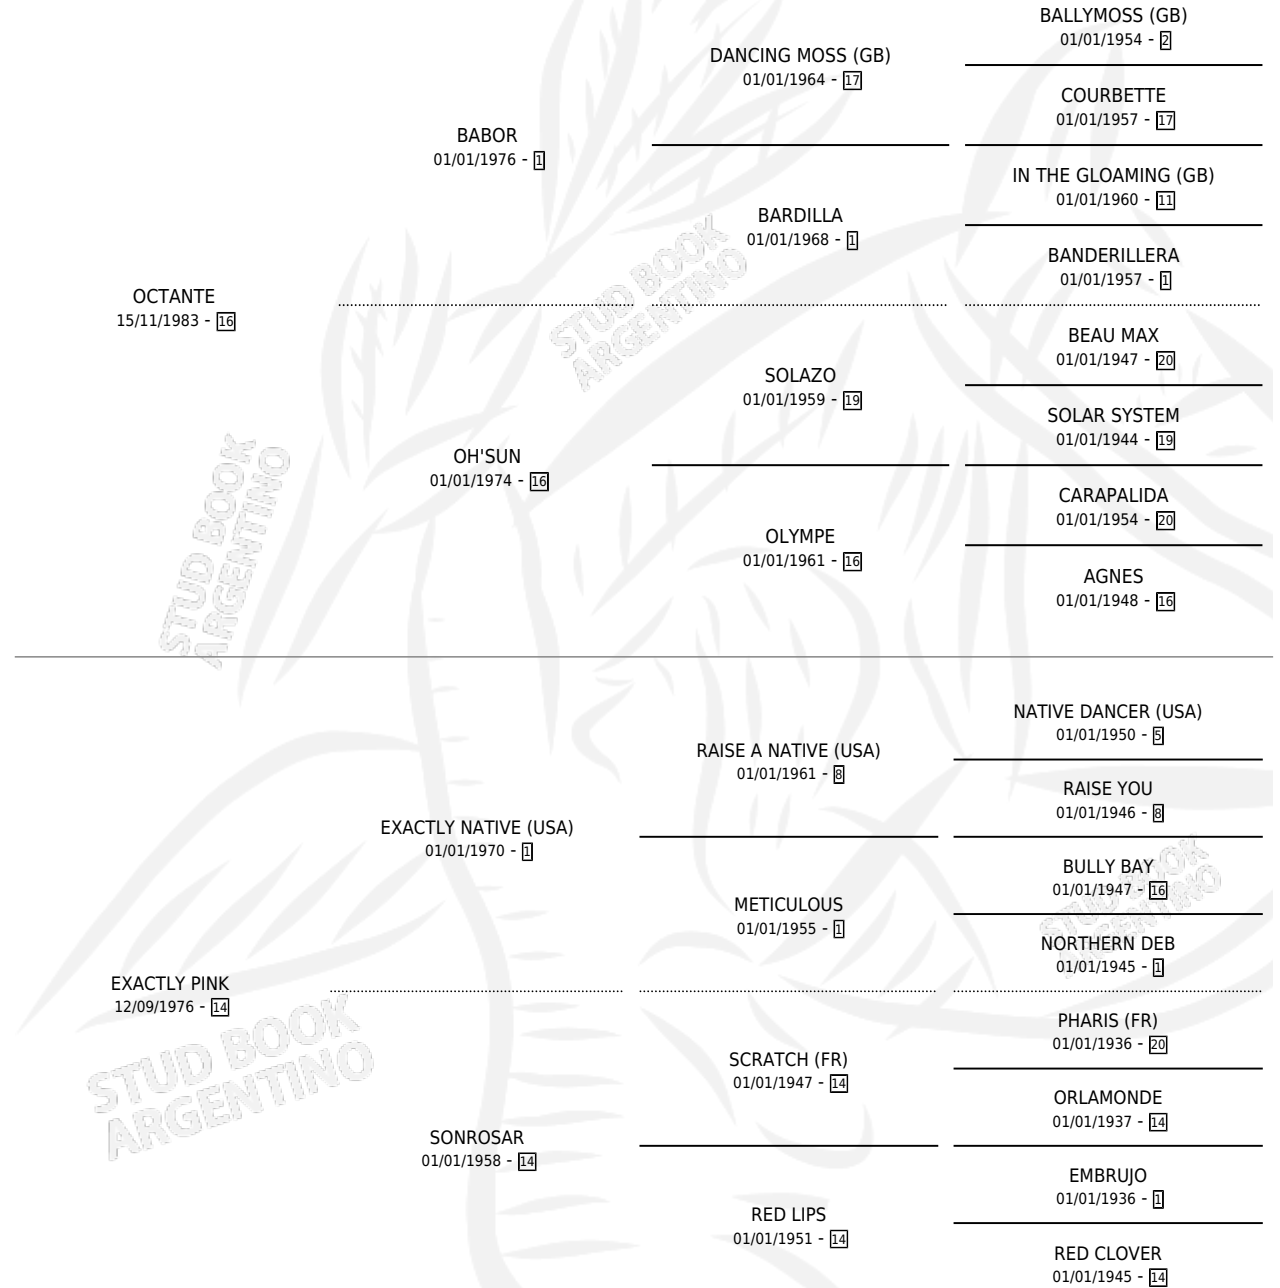 BALLYMOSS (GB)
01/01/1954 - 2
DANCING MOSS (GB)
01/01/1964 - 17
COURBETTE
01/01/1957 - 17
BABOR
01/01/1976 - 1
IN THE GLOAMING (GB)
01/01/1960 - 11
BARDILLA
01/01/1968 - 1
BANDERILLERA
01/01/1957 - 1
OCTANTE
15/11/1983 - 16
BEAU MAX
01/01/1947 - 20
SOLAZO
01/01/1959 - 19
SOLAR SYSTEM
01/01/1944 - 19
OH'SUN
01/01/1974 - 16
CARAPALIDA
01/01/1954 - 20
OLYMPE
01/01/1961 - 16
AGNES
01/01/1948 - 16
NATIVE DANCER (USA)
01/01/1950 - 5
RAISE A NATIVE (USA)
01/01/1961 - 8
RAISE YOU
01/01/1946 - 8
EXACTLY NATIVE (USA)
01/01/1970 - 1
BULLY BAY
01/01/1947 - 16
METICULOUS
01/01/1955 - 1
NORTHERN DEB
01/01/1945 - 1
EXACTLY PINK
12/09/1976 - 14
PHARIS (FR)
01/01/1936 - 20
SCRATCH (FR)
01/01/1947 - 14
ORLAMONDE
01/01/1937 - 14
SONROSAR
01/01/1958 - 14
EMBRUJO
01/01/1936 - 1
RED LIPS
01/01/1951 - 14
RED CLOVER
01/01/1945 - 14
STUD BOOK
ARGENTINO
STUD BOOK
ARGENTINO
STUD BOOK
ARGENTINO
STUD BOOK
ARGENTINO